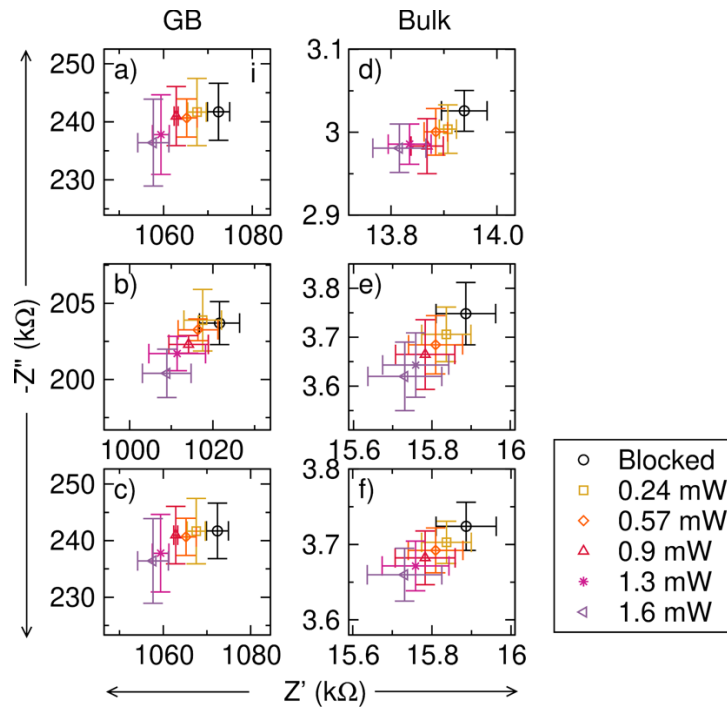 GB
Bulk
a)
i
250
240
230
1060
1080
d)
3.1
3
2.9
13.8
14.0
b)
205
200
1000
1020
e)
3.8
3.7
3.6
15.6
15.8
16
c)
250
240
230
1060
1080
f)
3.8
3.7
3.6
15.6
15.8
16
-Z" (kΩ)
Z' (kΩ)
Blocked
0.24 mW
0.57 mW
0.9 mW
1.3 mW
1.6 mW